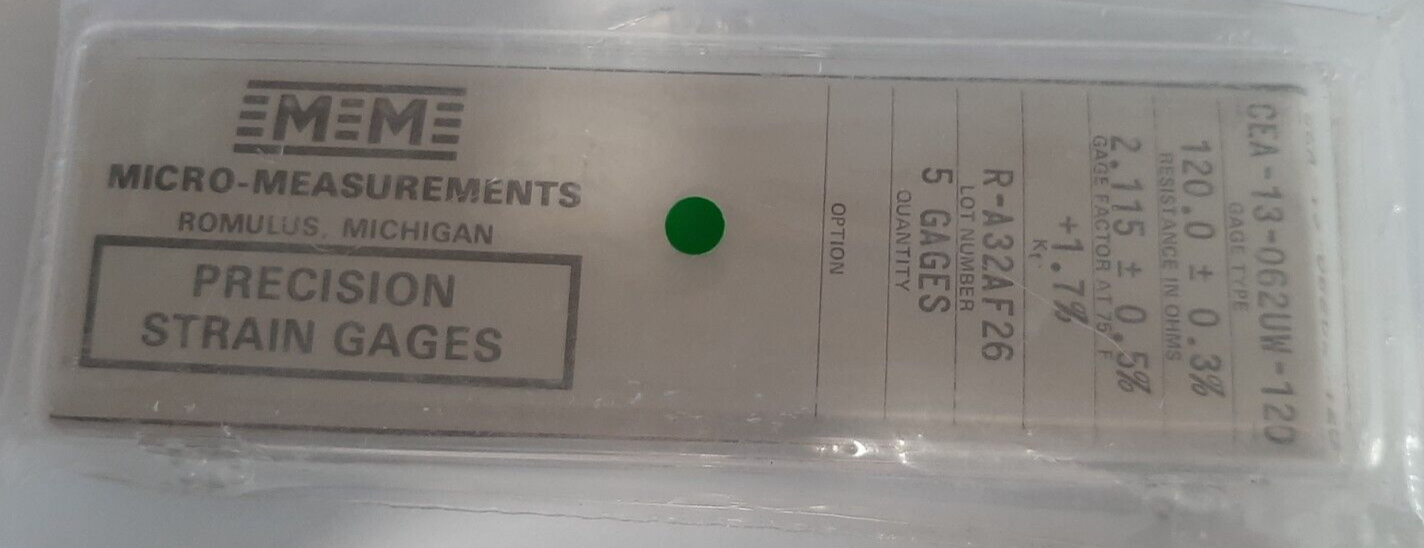 MM
MICRO-MEASUREMENTS
ROMULUS, MICHIGAN
PRECISION
STRAIN GAGES
CEA-13-062UW-120
GAGE TYPE
120.0 ± 0.3%
RESISTANCE IN OHMS
2.115 ± 0.5%
GAGE FACTOR AT 75°F
+1.7%
Kt
R-A32AF26
LOT NUMBER
5 GAGES
QUANTITY
OPTION